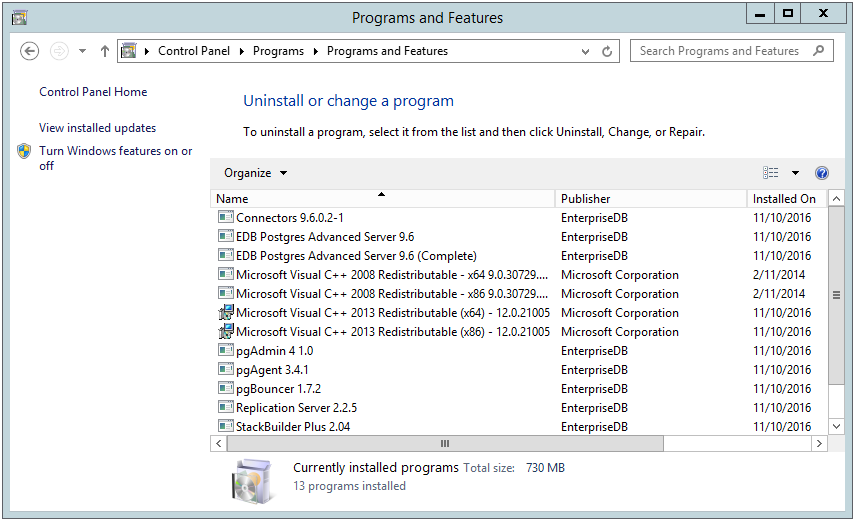 Programs and Features
Control Panel Programs Programs and Features
Search Programs and Features
Control Panel Home
View installed updates
Turn Windows features on or
off
Uninstall or change a program
To uninstall a program, select it from the list and then click Uninstall, Change, or Repair.
Organize
Name Publisher Installed On
Connectors 9.6.0.2-1 EnterpriseDB 11/10/2016
EDB Postgres Advanced Server 9.6 EnterpriseDB 11/10/2016
EDB Postgres Advanced Server 9.6 (Complete) EnterpriseDB 11/10/2016
Microsoft Visual C++ 2008 Redistributable - x64 9.0.30729.... Microsoft Corporation 2/11/2014
Microsoft Visual C++ 2008 Redistributable - x86 9.0.30729.... Microsoft Corporation 2/11/2014
Microsoft Visual C++ 2013 Redistributable (x64) - 12.0.21005 Microsoft Corporation 11/10/2016
Microsoft Visual C++ 2013 Redistributable (x86) - 12.0.21005 Microsoft Corporation 11/10/2016
pgAdmin 4 1.0 EnterpriseDB 11/10/2016
pgAgent 3.4.1 EnterpriseDB 11/10/2016
pgBouncer 1.7.2 EnterpriseDB 11/10/2016
Replication Server 2.2.5 EnterpriseDB 11/10/2016
StackBuilder Plus 2.04 EnterpriseDB 11/10/2016
Currently installed programs Total size: 730 MB
13 programs installed